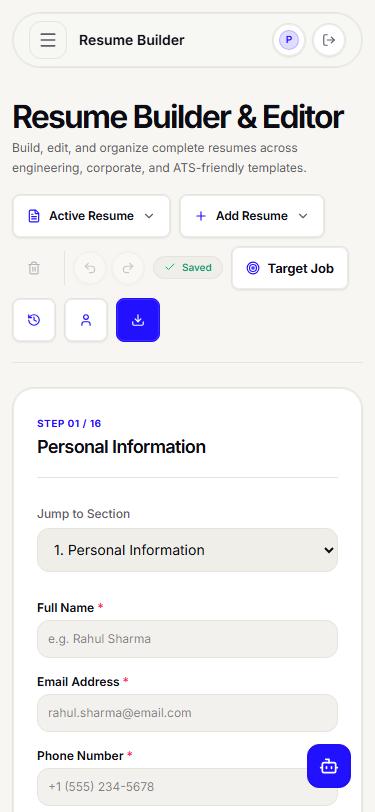 Resume Builder
P
Resume Builder & Editor
Build, edit, and organize complete resumes across
engineering, corporate, and ATS-friendly templates.
Active Resume
Add Resume
Saved
Target Job
STEP 01 / 16
Personal Information
Jump to Section
1. Personal Information
Full Name *
e.g. Rahul Sharma
Email Address *
rahul.sharma@email.com
Phone Number *
+1 (555) 234-5678